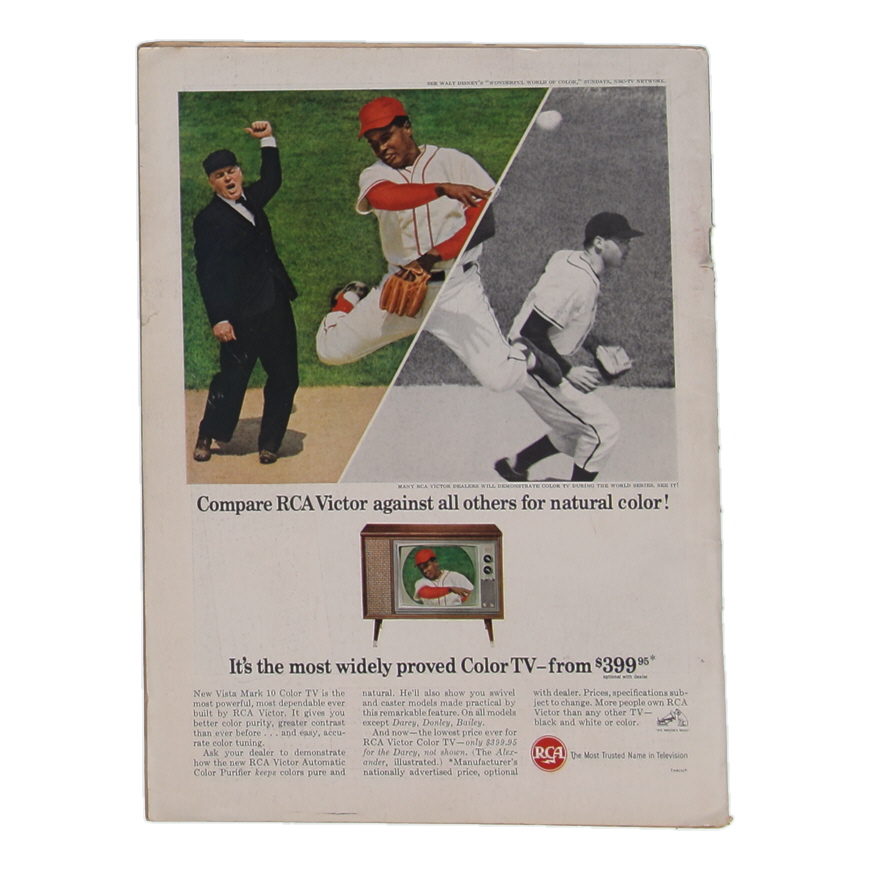 SEE WALT DISNEY'S "WONDERFUL WORLD OF COLOR," SUNDAYS, NBC-TV NETWORK.
MANY RCA VICTOR DEALERS WILL DEMONSTRATE COLOR TV DURING THE WORLD SERIES. SEE IT!
Compare RCA Victor against all others for natural color!
It's the most widely proved Color TV–from $399 95*
optional with dealer
New Vista Mark 10 Color TV is the
most powerful, most dependable ever
built by RCA Victor. It gives you
better color purity, greater contrast
than ever before . . . and easy, accu-
rate color tuning.
Ask your dealer to demonstrate
how the new RCA Victor Automatic
Color Purifier keeps colors pure and
natural. He'll also show you swivel
and caster models made practical by
this remarkable feature. On all models
except Darcy, Donley, Bailey.
And now—the lowest price ever for
RCA Victor Color TV—only $399.95
for the Darcy, not shown. (The Alex-
ander, illustrated.) *Manufacturer's
nationally advertised price, optional
with dealer. Prices, specifications sub-
ject to change. More people own RCA
Victor than any other TV—
black and white or color.
"HIS MASTER'S VOICE"
RCA
The Most Trusted Name in Television